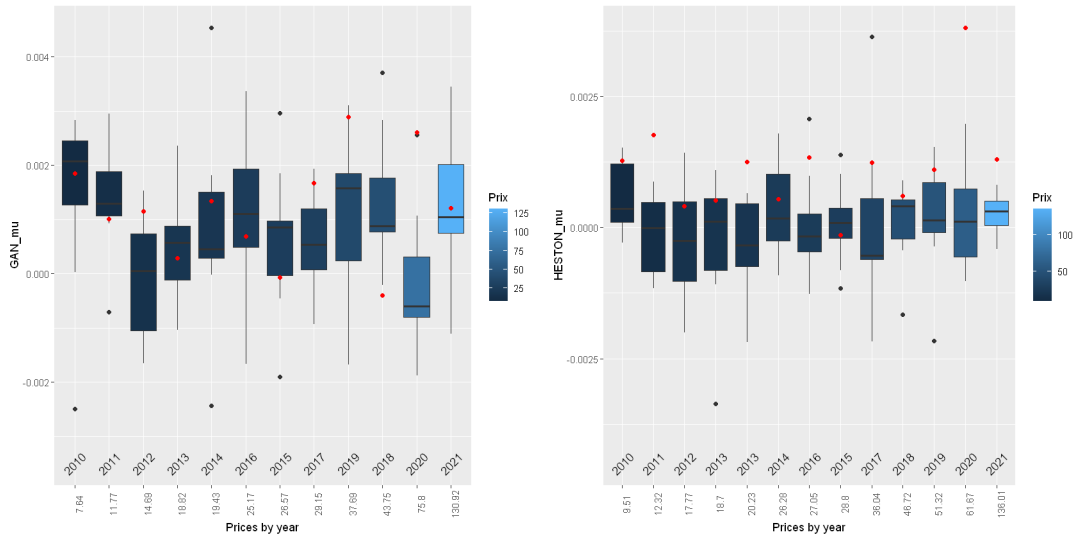 0.004
0.002
0.000
-0.002
GAN_mu
2010 2011 2012 2013 2014 2016 2015 2017 2019 2018 2020 2021
7.64 11.77 14.69 18.82 19.43 25.17 26.57 29.15 37.69 43.75 75.8 130.92
Prices by year
Prix
125
100
75
50
25
0.0025
0.0000
-0.0025
HESTON_mu
2010 2011 2012 2013 2013 2014 2016 2015 2017 2018 2019 2020 2021
9.51 12.32 17.77 18.7 20.23 26.28 27.05 28.8 36.04 46.72 51.32 61.67 136.01
Prices by year
Prix
100
50